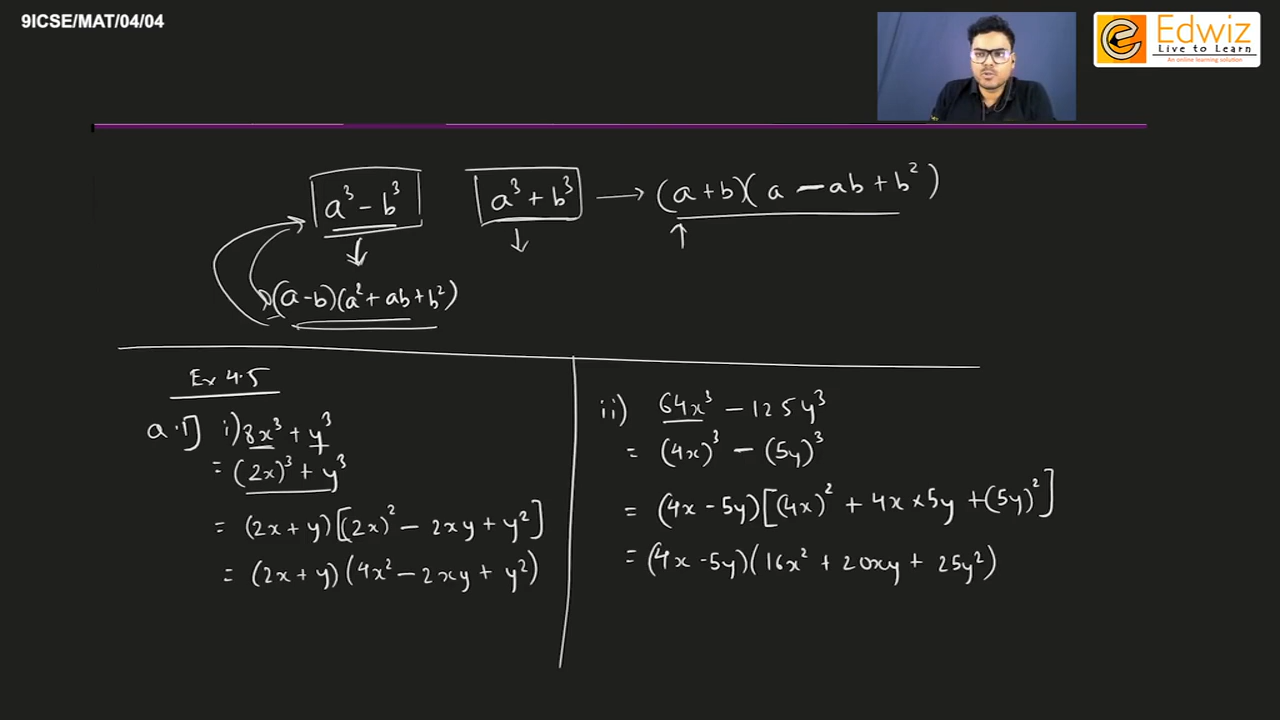 9ICSE/MAT/04/04
Edwiz
Live to Learn
An online learning solution
a³ - b³ a³ + b³ → (a+b)(a - ab + b²)
(a-b)(a² + ab + b²)
Ex 4.5
a.1] i) 8x³ + y³
= (2x)³ + y³
= (2x + y)[(2x)² - 2xy + y²]
= (2x + y)(4x² - 2xy + y²)
ii) 64x³ - 125y³
= (4x)³ - (5y)³
= (4x - 5y)[(4x)² + 4x × 5y + (5y)²]
= (4x - 5y)(16x² + 20xy + 25y²)